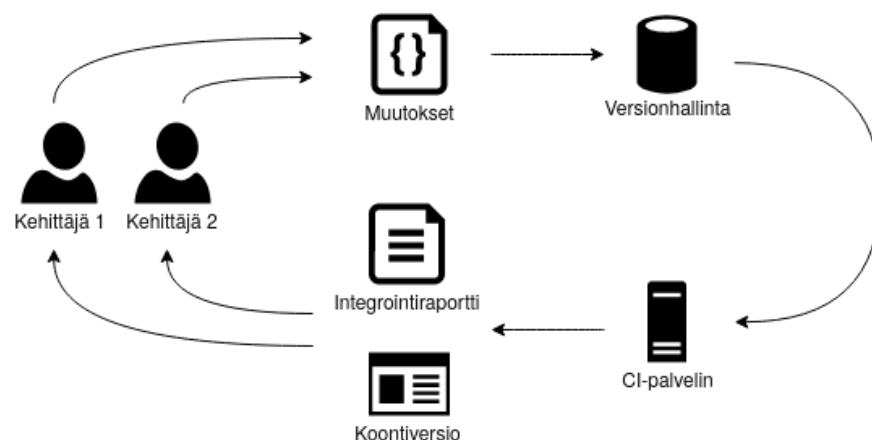 Muutokset
Versionhallinta
Kehittäjä 1
Kehittäjä 2
Integrointiraportti
CI-palvelin
Koontiversio